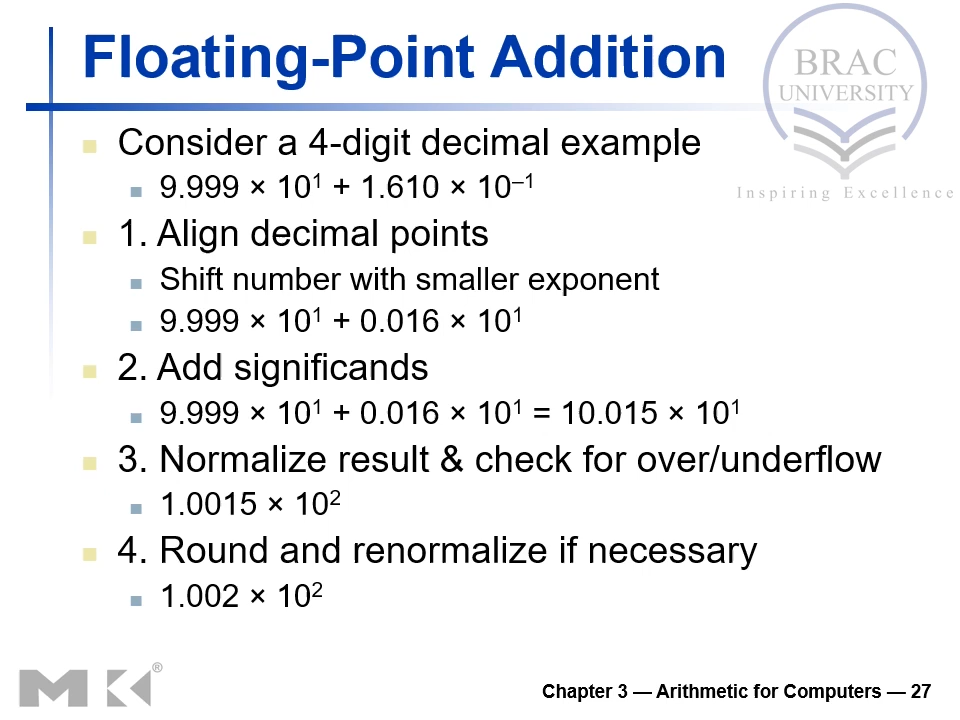 Floating-Point Addition
BRAC
UNIVERSITY
Inspiring Excellence
Consider a 4-digit decimal example
9.999 × 10¹ + 1.610 × 10⁻¹
1. Align decimal points
Shift number with smaller exponent
9.999 × 10¹ + 0.016 × 10¹
2. Add significands
9.999 × 10¹ + 0.016 × 10¹ = 10.015 × 10¹
3. Normalize result & check for over/underflow
1.0015 × 10²
4. Round and renormalize if necessary
1.002 × 10²
MK®
Chapter 3 — Arithmetic for Computers — 27